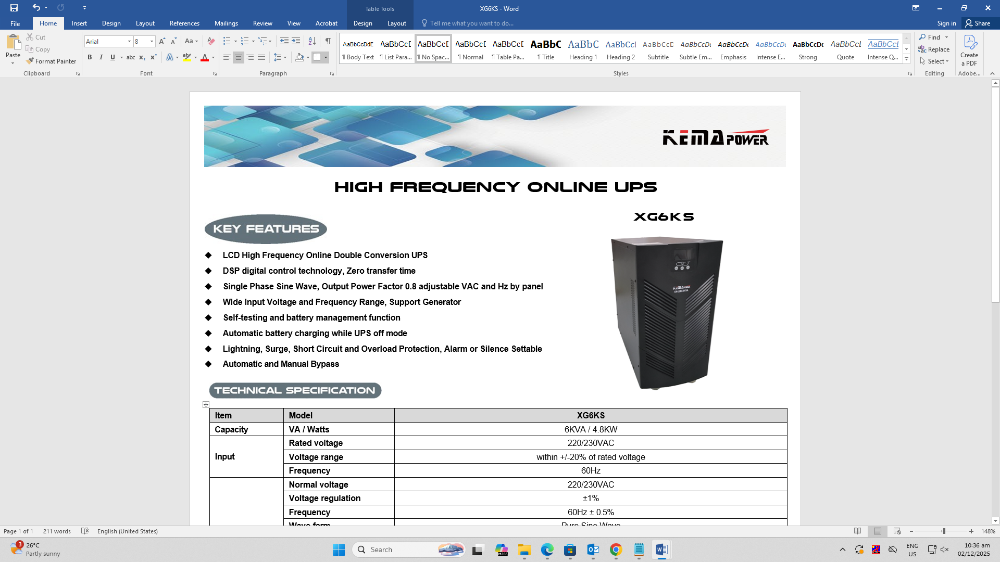 Table Tools
XG6KS - Word
File Home Insert Design Layout References Mailings Review View Acrobat Design Layout Tell me what you want to do... Sign in Share
Paste
Cut
Copy
Format Painter
Arial 8
Aa
B I U abc x₂ x² A ab A
AaBbCcDdE AaBbCcD AaBbCcD AaBbCcD AaBbCcD AaBbC AaBbC AaBbCcI AaBbCcD AaBbCcDc AaBbCcDc AaBbCcDc AaBbCcDc AaBbCcI AaBbCcI
¶ Body Text ¶ List Para... ¶ No Spac... ¶ Normal ¶ Table Pa... ¶ Title Heading 1 Heading 2 Subtitle Subtle Em... Emphasis Intense E... Strong Quote Intense Q...
Find
Replace
Select
Create
a PDF
Clipboard Font Paragraph Styles Editing Adobe...
KEMA POWER
HIGH FREQUENCY ONLINE UPS
KEY FEATURES
XG6KS
◆ LCD High Frequency Online Double Conversion UPS
◆ DSP digital control technology, Zero transfer time
◆ Single Phase Sine Wave, Output Power Factor 0.8 adjustable VAC and Hz by panel
◆ Wide Input Voltage and Frequency Range, Support Generator
◆ Self-testing and battery management function
◆ Automatic battery charging while UPS off mode
◆ Lightning, Surge, Short Circuit and Overload Protection, Alarm or Silence Settable
◆ Automatic and Manual Bypass
KEMA POWER
TECHNICAL SPECIFICATION
Item Model XG6KS
Capacity VA / Watts 6KVA / 4.8KW
Input
Rated voltage 220/230VAC
Voltage range within +/-20% of rated voltage
Frequency 60Hz
Normal voltage 220/230VAC
Voltage regulation ±1%
Frequency 60Hz ± 0.5%
Wave form Pure Sine Wave
Page 1 of 1 211 words English (United States) 148%
3
26°C
Partly sunny
Search
M365
ENG
US
10:36 am
02/12/2025